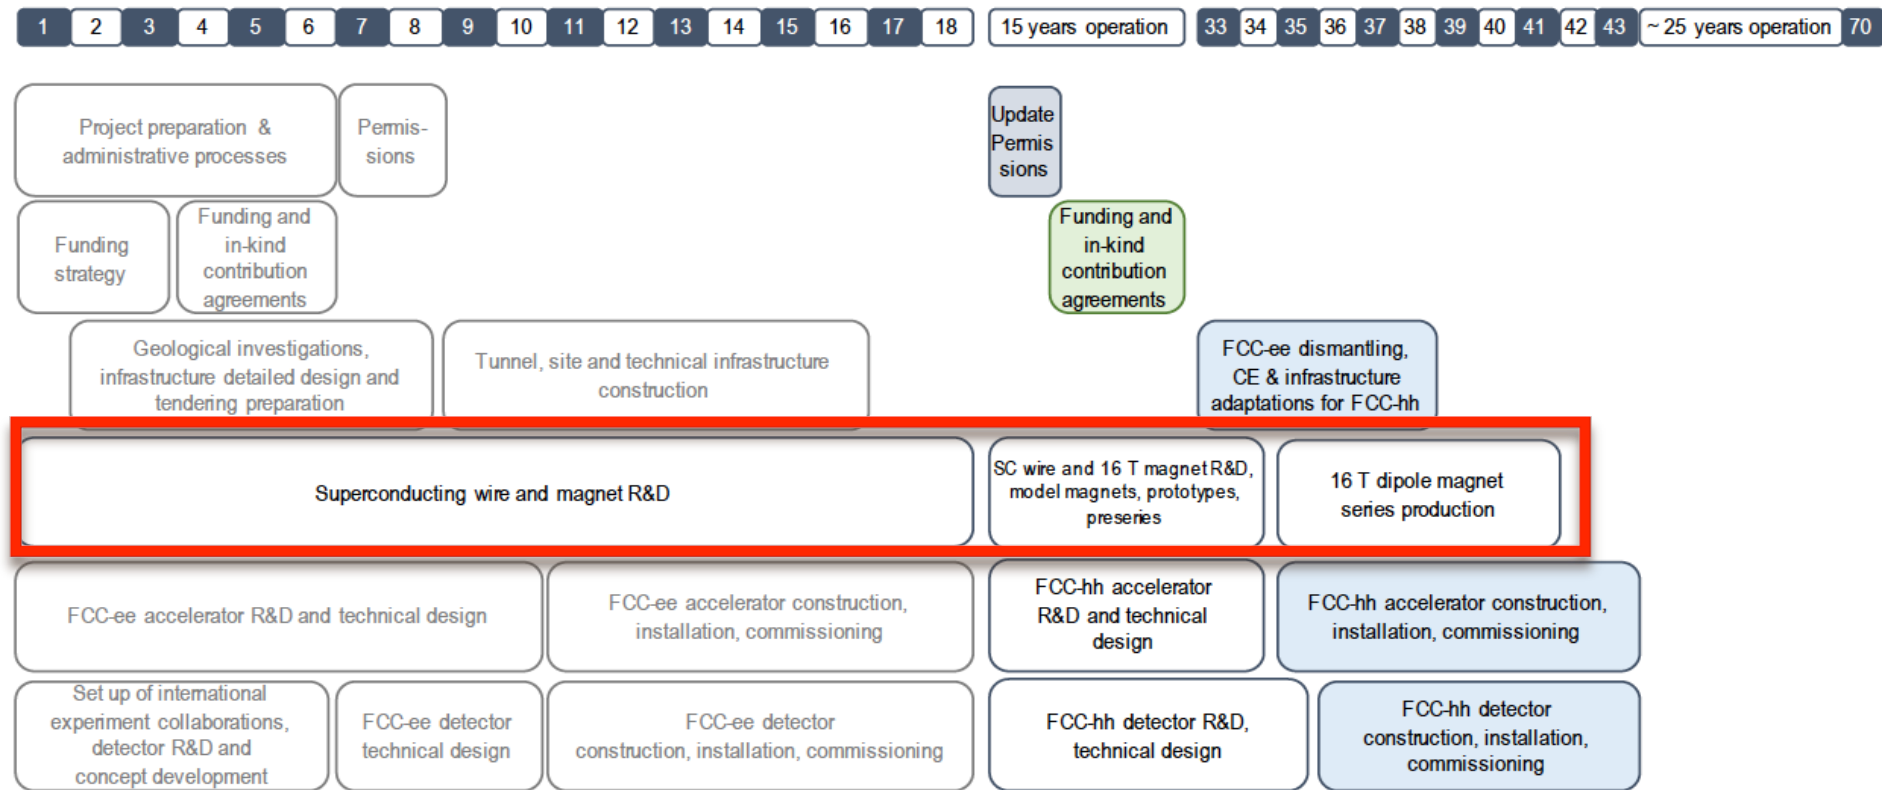 1 2 3 4 5 6 7 8 9 10 11 12 13 14 15 16 17 18 15 years operation 33 34 35 36 37 38 39 40 41 42 43 ~ 25 years operation 70
Project preparation &
administrative processes
Permis-
sions
Update
Permis
sions
Funding
strategy
Funding and
in-kind
contribution
agreements
Funding and
in-kind
contribution
agreements
Geological investigations,
infrastructure detailed design and
tendering preparation
Tunnel, site and technical infrastructure
construction
FCC-ee dismantling,
CE & infrastructure
adaptations for FCC-hh
Superconducting wire and magnet R&D
SC wire and 16 T magnet R&D,
model magnets, prototypes,
preseries
16 T dipole magnet
series production
FCC-ee accelerator R&D and technical design
FCC-ee accelerator construction,
installation, commissioning
FCC-hh accelerator
R&D and technical
design
FCC-hh accelerator construction,
installation, commissioning
Set up of international
experiment collaborations,
detector R&D and
concept development
FCC-ee detector
technical design
FCC-ee detector
construction, installation, commissioning
FCC-hh detector R&D,
technical design
FCC-hh detector
construction, installation,
commissioning